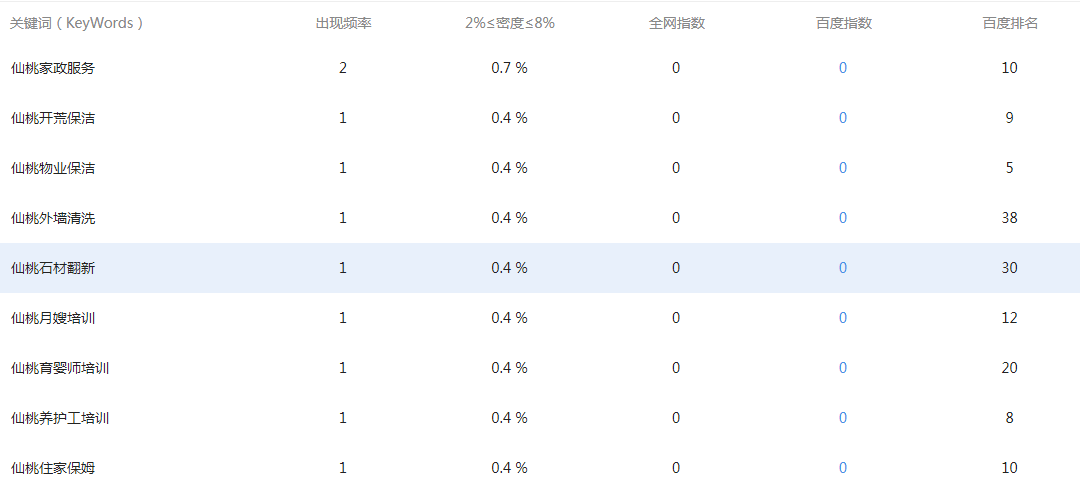 关键词（KeyWords） 出现频率 2%≤密度≤8% 全网指数 百度指数 百度排名
仙桃家政服务 2 0.7 % 0 0 10
仙桃开荒保洁 1 0.4 % 0 0 9
仙桃物业保洁 1 0.4 % 0 0 5
仙桃外墙清洗 1 0.4 % 0 0 38
仙桃石材翻新 1 0.4 % 0 0 30
仙桃月嫂培训 1 0.4 % 0 0 12
仙桃育婴师培训 1 0.4 % 0 0 20
仙桃养护工培训 1 0.4 % 0 0 8
仙桃住家保姆 1 0.4 % 0 0 10